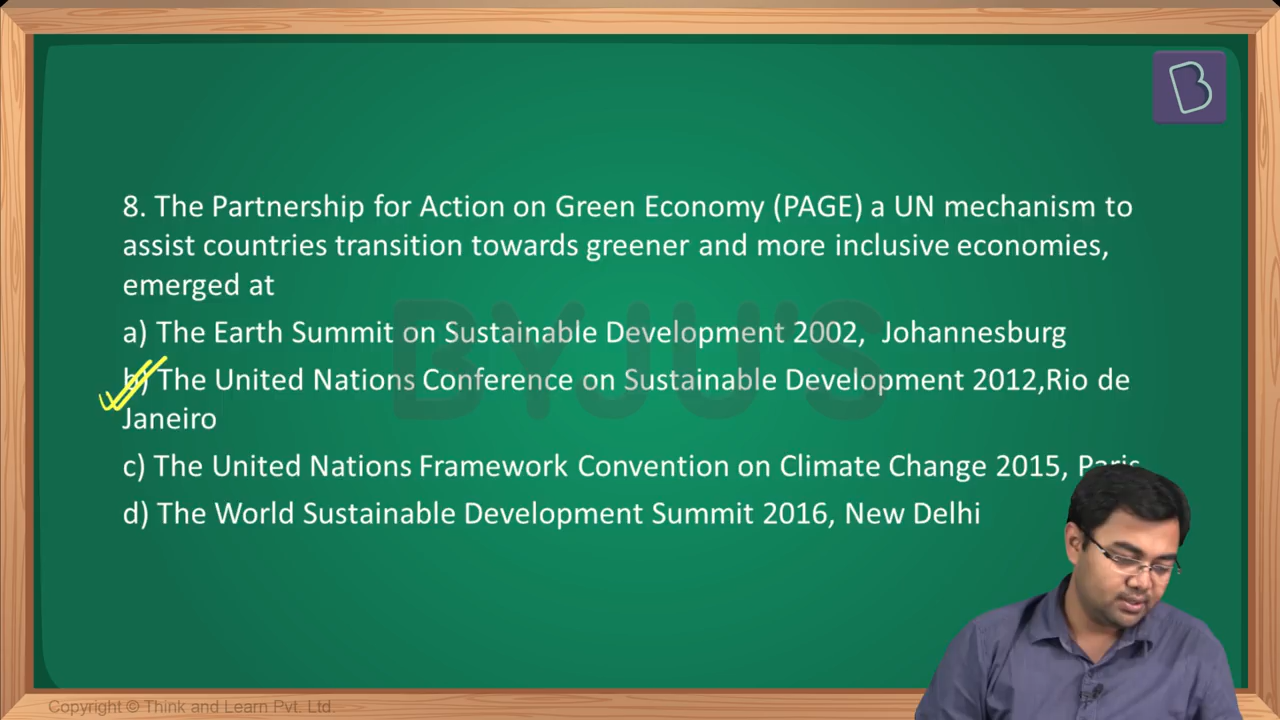 B
8. The Partnership for Action on Green Economy (PAGE) a UN mechanism to
assist countries transition towards greener and more inclusive economies,
emerged at
a) The Earth Summit on Sustainable Development 2002, Johannesburg
b) The United Nations Conference on Sustainable Development 2012,Rio de
Janeiro
c) The United Nations Framework Convention on Climate Change 2015, Paris
d) The World Sustainable Development Summit 2016, New Delhi
BYJU'S
Copyright © Think and Learn Pvt. Ltd.